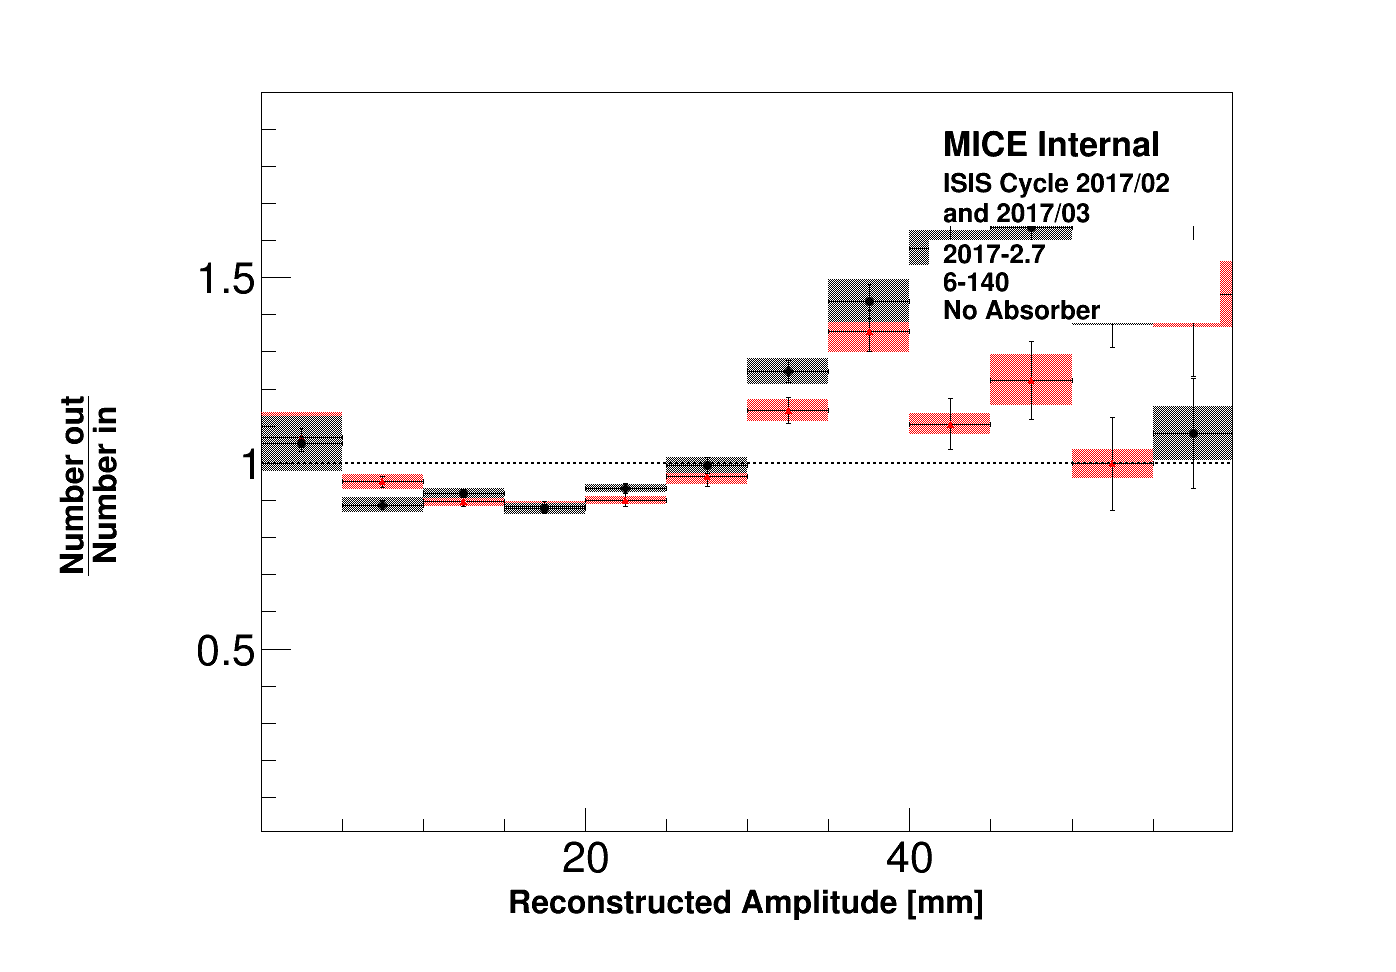 MICE Internal
ISIS Cycle 2017/02
and 2017/03
2017-2.7
6-140
No Absorber
1.5
1
0.5
Number out
Number in
20
40
Reconstructed Amplitude [mm]